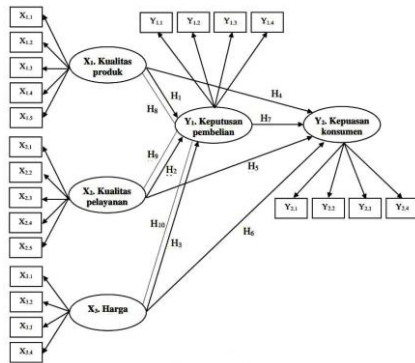 X1.1
X1.2
X1.3
X1.4
X1.5
X1. Kualitas
produk
Y1.1
Y1.2
Y1.3
Y1.4
H1
H8
H4
Y1. Keputusan
pembelian
H7
Y2. Kepuasan
konsumen
X2.1
X2.2
X2.3
X2.4
X2.5
X2. Kualitas
pelayanan
H9
H2
H5
H10
H3
H6
Y2.1
Y2.2
Y2.3
Y2.4
X3.1
X3.2
X3.3
X3.4
X3. Harga